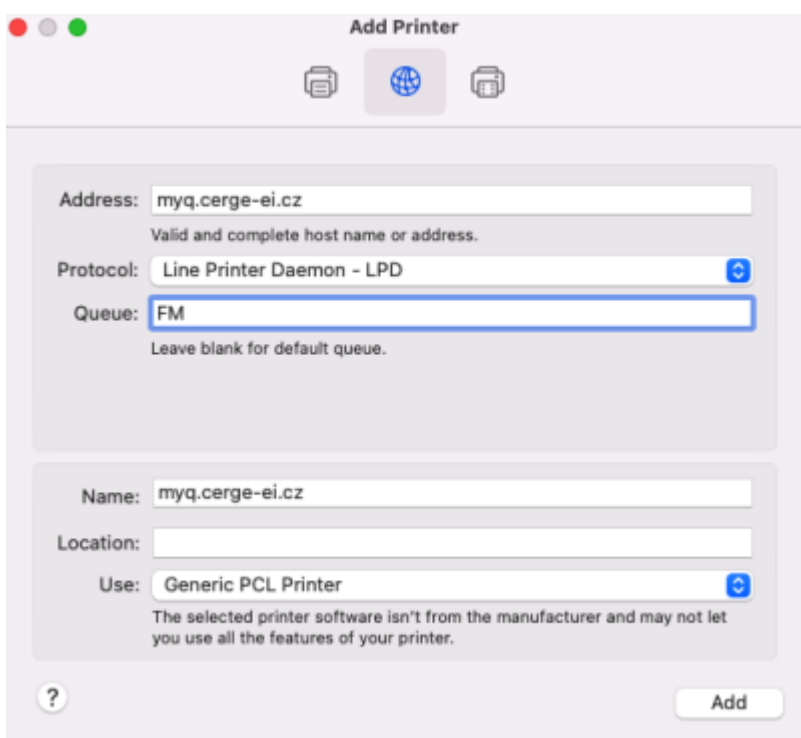 Add Printer
Address: myq.cerge-ei.cz
Valid and complete host name or address.
Protocol: Line Printer Daemon - LPD
Queue: FM
Leave blank for default queue.
Name: myq.cerge-ei.cz
Location:
Use: Generic PCL Printer
The selected printer software isn't from the manufacturer and may not let
you use all the features of your printer.
? Add